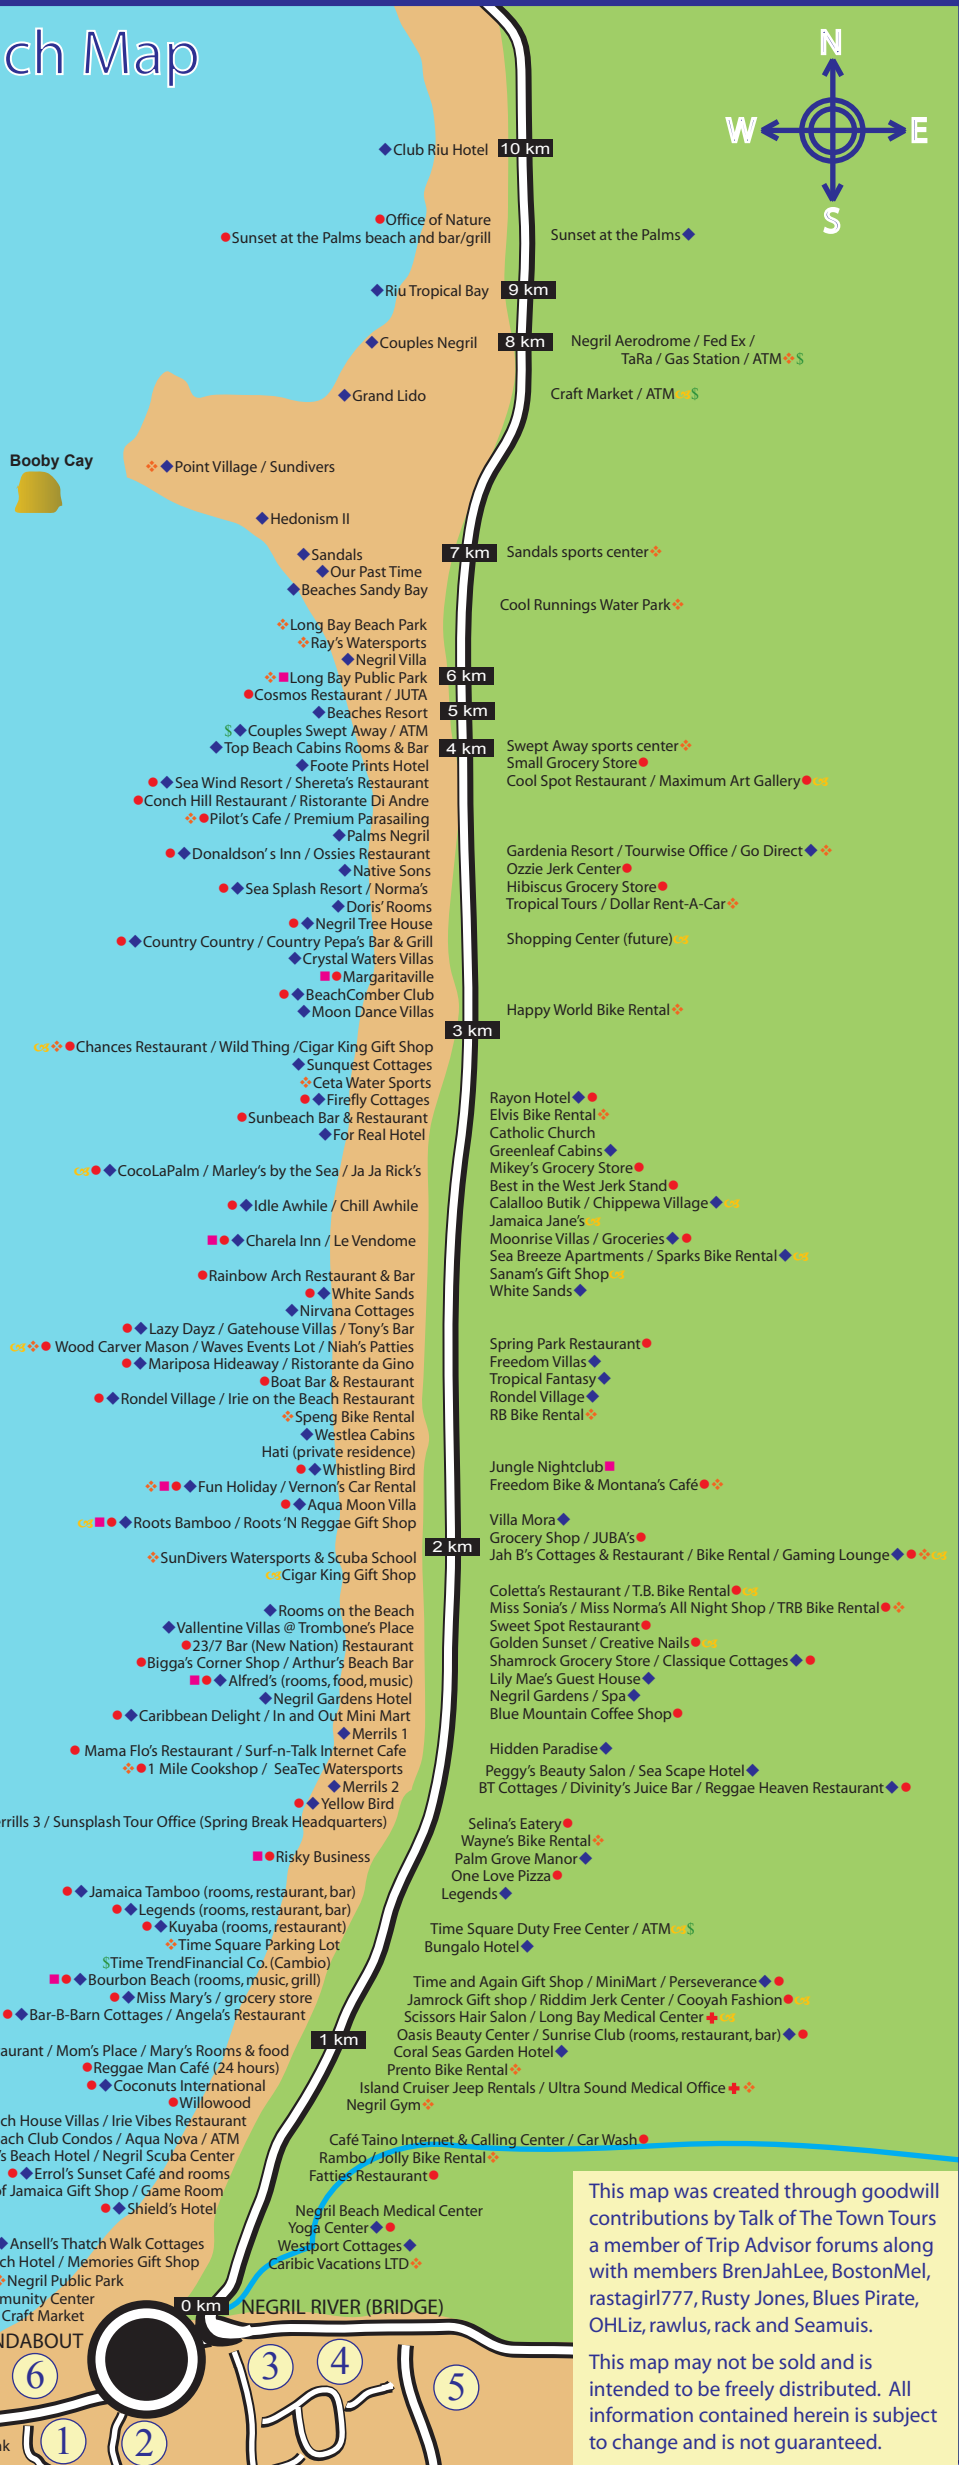 ch Map
N
W
E
S
Club Riu Hotel
10 km
Office of Nature
Sunset at the Palms beach and bar/grill
Sunset at the Palms
Riu Tropical Bay
9 km
Couples Negril
8 km
Negril Aerodrome / Fed Ex /
TaRa / Gas Station / ATM $
Grand Lido
Craft Market / ATM $
Booby Cay
Point Village / Sundivers
Hedonism II
Sandals
7 km
Sandals sports center
Our Past Time
Beaches Sandy Bay
Cool Runnings Water Park
Long Bay Beach Park
Ray's Watersports
Negril Villa
Long Bay Public Park
6 km
Cosmos Restaurant / JUTA
Beaches Resort
5 km
$ Couples Swept Away / ATM
Top Beach Cabins Rooms & Bar
4 km
Swept Away sports center
Foote Prints Hotel
Small Grocery Store
Sea Wind Resort / Shereta's Restaurant
Cool Spot Restaurant / Maximum Art Gallery
Conch Hill Restaurant / Ristorante Di Andre
Pilot's Cafe / Premium Parasailing
Palms Negril
Donaldson's Inn / Ossies Restaurant
Gardenia Resort / Tourwise Office / Go Direct
Native Sons
Ozzie Jerk Center
Sea Splash Resort / Norma's
Hibiscus Grocery Store
Doris' Rooms
Tropical Tours / Dollar Rent-A-Car
Negril Tree House
Country Country / Country Pepa's Bar & Grill
Shopping Center (future)
Crystal Waters Villas
Margaritaville
BeachComber Club
Moon Dance Villas
Happy World Bike Rental
3 km
Chances Restaurant / Wild Thing /Cigar King Gift Shop
Sunquest Cottages
Ceta Water Sports
Firefly Cottages
Rayon Hotel
Sunbeach Bar & Restaurant
Elvis Bike Rental
For Real Hotel
Catholic Church
Greenleaf Cabins
CocoLaPalm / Marley's by the Sea / Ja Ja Rick's
Mikey's Grocery Store
Best in the West Jerk Stand
Idle Awhile / Chill Awhile
Calalloo Butik / Chippewa Village
Jamaica Jane's
Charela Inn / Le Vendome
Moonrise Villas / Groceries
Sea Breeze Apartments / Sparks Bike Rental
Rainbow Arch Restaurant & Bar
Sanam's Gift Shop
White Sands
White Sands
Nirvana Cottages
Lazy Dayz / Gatehouse Villas / Tony's Bar
Wood Carver Mason / Waves Events Lot / Niah's Patties
Spring Park Restaurant
Mariposa Hideaway / Ristorante da Gino
Freedom Villas
Boat Bar & Restaurant
Tropical Fantasy
Rondel Village / Irie on the Beach Restaurant
Rondel Village
Speng Bike Rental
RB Bike Rental
Westlea Cabins
Hati (private residence)
Whistling Bird
Jungle Nightclub
Fun Holiday / Vernon's Car Rental
Freedom Bike & Montana's Café
Aqua Moon Villa
Roots Bamboo / Roots 'N Reggae Gift Shop
Villa Mora
2 km
Grocery Shop / JUBA's
SunDivers Watersports & Scuba School
Jah B's Cottages & Restaurant / Bike Rental / Gaming Lounge
Cigar King Gift Shop
Coletta's Restaurant / T.B. Bike Rental
Rooms on the Beach
Miss Sonia's / Miss Norma's All Night Shop / TRB Bike Rental
Vallentine Villas @ Trombone's Place
Sweet Spot Restaurant
23/7 Bar (New Nation) Restaurant
Golden Sunset / Creative Nails
Bigga's Corner Shop / Arthur's Beach Bar
Shamrock Grocery Store / Classique Cottages
Alfred's (rooms, food, music)
Lily Mae's Guest House
Negril Gardens Hotel
Negril Gardens / Spa
Caribbean Delight / In and Out Mini Mart
Blue Mountain Coffee Shop
Merrils 1
Mama Flo's Restaurant / Surf-n-Talk Internet Cafe
Hidden Paradise
1 Mile Cookshop / SeaTec Watersports
Peggy's Beauty Salon / Sea Scape Hotel
Merrils 2
BT Cottages / Divinity's Juice Bar / Reggae Heaven Restaurant
Yellow Bird
rrills 3 / Sunsplash Tour Office (Spring Break Headquarters)
Selina's Eatery
Wayne's Bike Rental
Risky Business
Palm Grove Manor
One Love Pizza
Jamaica Tamboo (rooms, restaurant, bar)
Legends
Legends (rooms, restaurant, bar)
Kuyaba (rooms, restaurant)
Time Square Duty Free Center / ATM $
Time Square Parking Lot
Bungalo Hotel
$Time TrendFinancial Co. (Cambio)
Bourbon Beach (rooms, music, grill)
Time and Again Gift Shop / MiniMart / Perseverance
Miss Mary's / grocery store
Jamrock Gift shop / Riddim Jerk Center / Cooyah Fashion
Bar-B-Barn Cottages / Angela's Restaurant
Scissors Hair Salon / Long Bay Medical Center
1 km
Oasis Beauty Center / Sunrise Club (rooms, restaurant, bar)
aurant / Mom's Place / Mary's Rooms & food
Coral Seas Garden Hotel
Reggae Man Café (24 hours)
Prento Bike Rental
Coconuts International
Island Cruiser Jeep Rentals / Ultra Sound Medical Office
Willowood
Negril Gym
ch House Villas / Irie Vibes Restaurant
ach Club Condos / Aqua Nova / ATM
Café Taino Internet & Calling Center / Car Wash
's Beach Hotel / Negril Scuba Center
Rambo / Jolly Bike Rental
Errol's Sunset Café and rooms
Fatties Restaurant
of Jamaica Gift Shop / Game Room
Shield's Hotel
Negril Beach Medical Center
Yoga Center
Ansell's Thatch Walk Cottages
Westport Cottages
ch Hotel / Memories Gift Shop
Caribic Vacations LTD
Negril Public Park
munity Center
0 km
NEGRIL RIVER (BRIDGE)
Craft Market
NDABOUT
6
3
4
5
1
2
nk
This map was created through goodwill
contributions by Talk of The Town Tours
a member of Trip Advisor forums along
with members BrenJahLee, BostonMel,
rastagirl777, Rusty Jones, Blues Pirate,
OHLiz, rawlus, rack and Seamuis.
This map may not be sold and is
intended to be freely distributed. All
information contained herein is subject
to change and is not guaranteed.